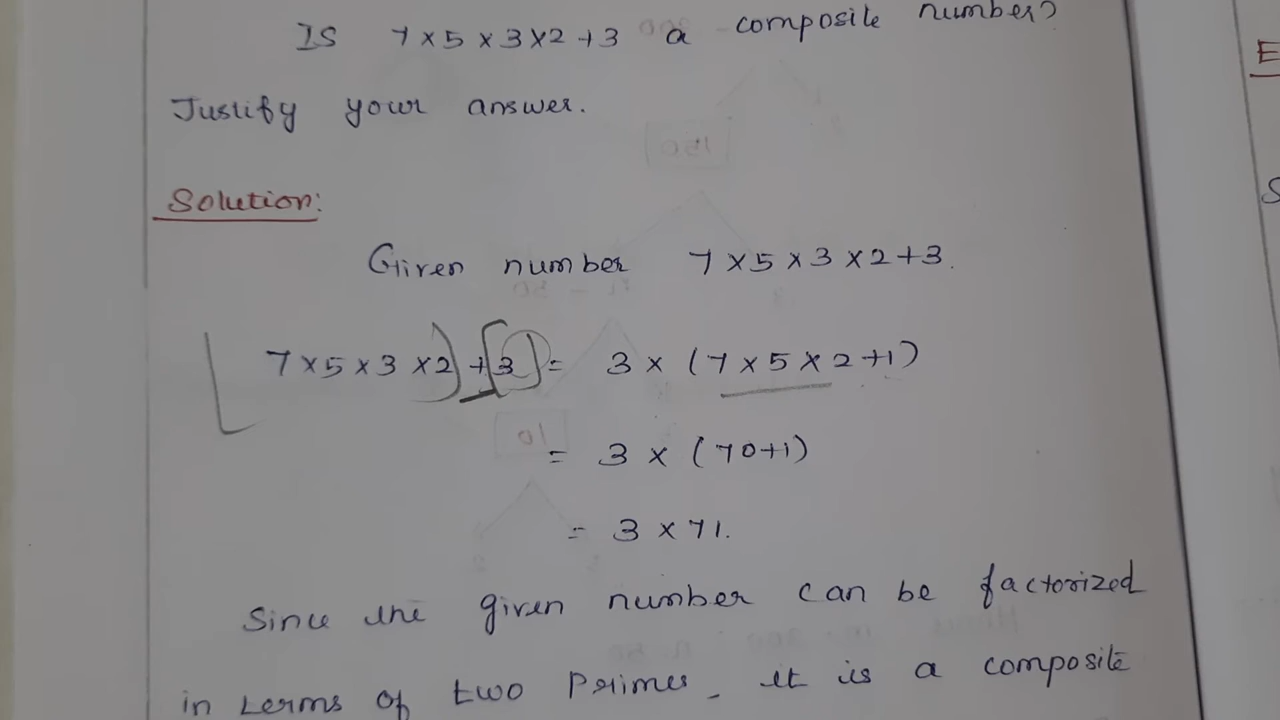 Is 7 × 5 × 3 × 2 + 3 a composite number?
Justify your answer.
Solution:
Given number 7 × 5 × 3 × 2 + 3.
7 × 5 × 3 × 2) + [3] = 3 × (7 × 5 × 2 + 1)
= 3 × (70+1)
= 3 × 71.
Since the given number can be factorized
in terms of two Primes, it is a composite
E
S